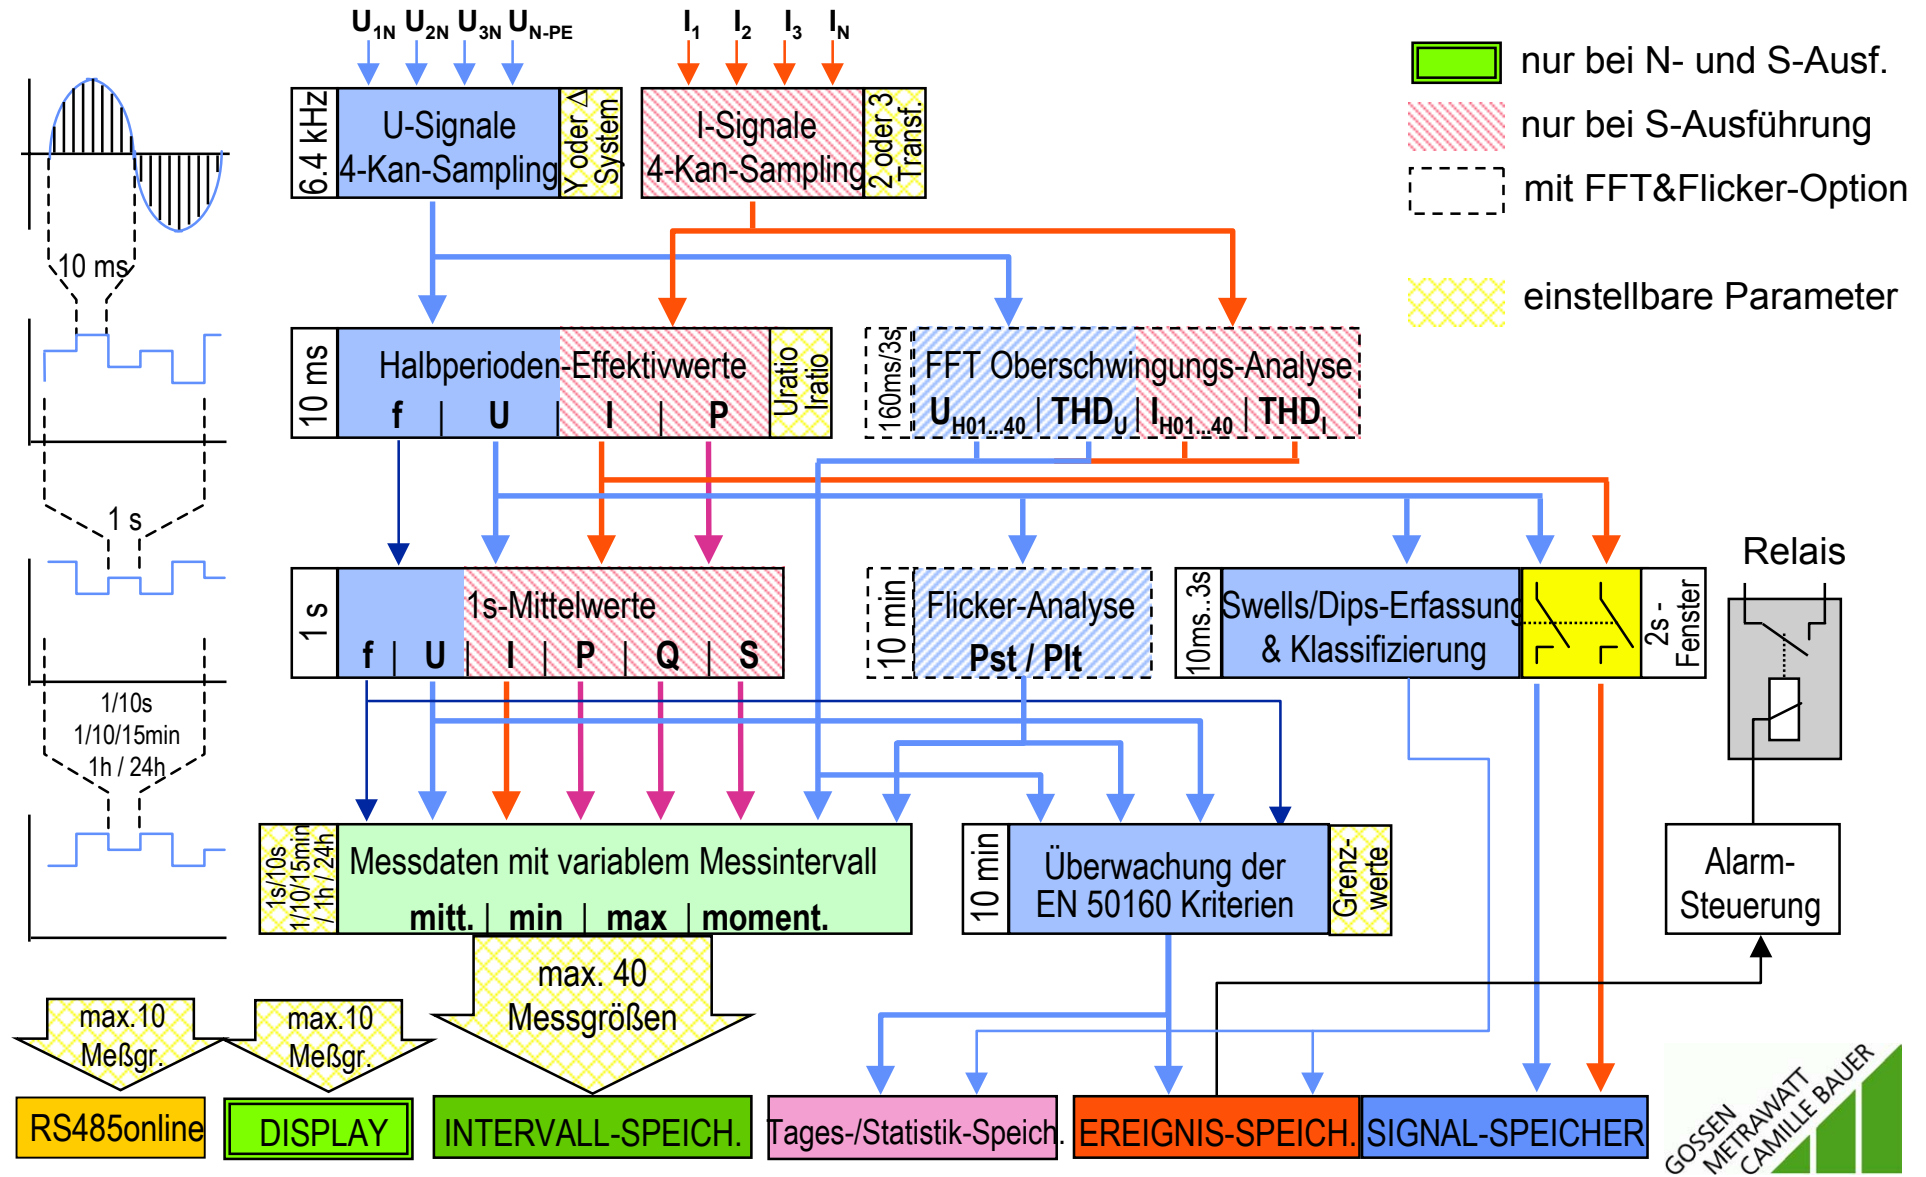 U1N U2N U3N UN-PE
I1 I2 I3 IN
nur bei N- und S-Ausf.
nur bei S-Ausführung
mit FFT&Flicker-Option
einstellbare Parameter
6.4 kHz
U-Signale
4-Kan-Sampling
Y oder Δ
System
I-Signale
4-Kan-Sampling
2 oder 3
Transf.
10 ms
10 ms
Halbperioden-Effektivwerte
f | U | I | P
Uratio
Iratio
160ms/3s
FFT Oberschwingungs-Analyse
UH01...40 | THDU | IH01...40 | THDI
1 s
1 s
1s-Mittelwerte
f | U | I | P | Q | S
10 min
Flicker-Analyse
Pst / Plt
10ms..3s
Swells/Dips-Erfassung
& Klassifizierung
2s -
Fenster
Relais
1/10s
1/10/15min
1h / 24h
1s/10s
1/10/15min
/ 1h / 24h
Messdaten mit variablem Messintervall
mitt. | min | max | moment.
10 min
Überwachung der
EN 50160 Kriterien
Grenz-
werte
Alarm-
Steuerung
max.10
Meßgr.
max.10
Meßgr.
max. 40
Messgrößen
RS485online
DISPLAY
INTERVALL-SPEICH.
Tages-/Statistik-Speich.
EREIGNIS-SPEICH.
SIGNAL-SPEICHER
GOSSEN
METRAWATT
CAMILLE BAUER